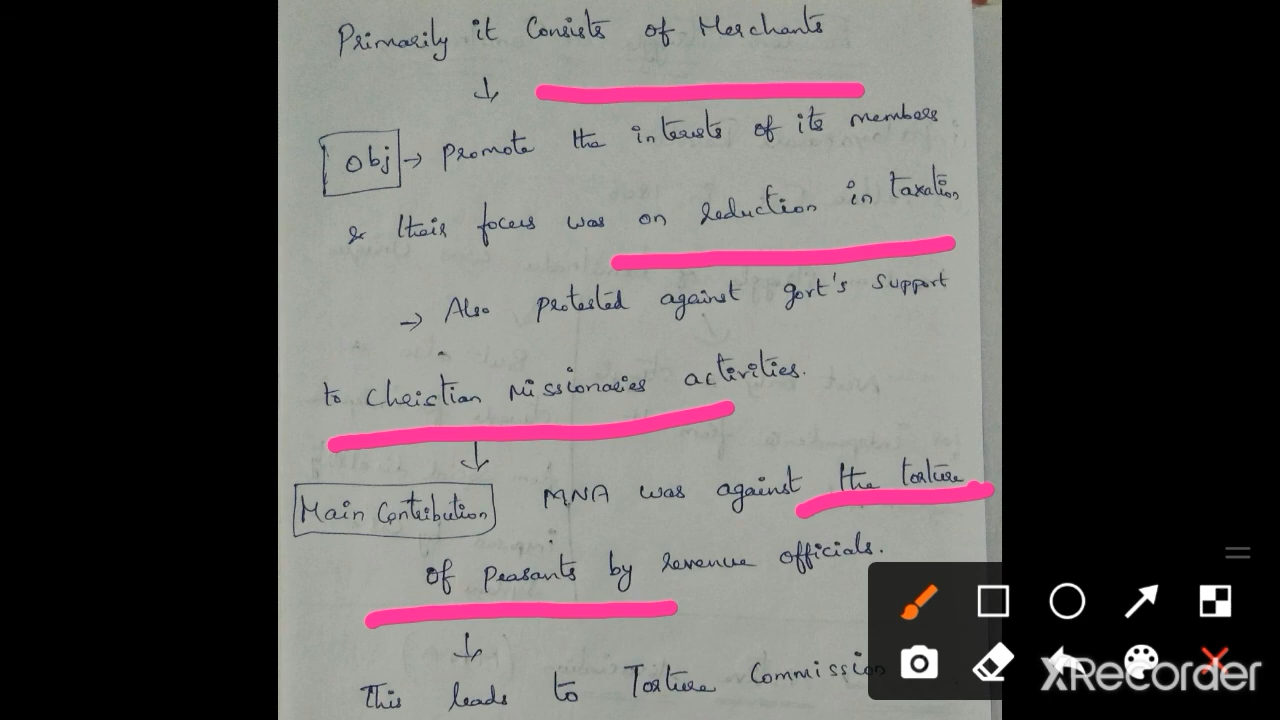 Primarily it Consists of Merchants
↓
Obj → Promote the interests of its members
& their focus was on reduction in taxation
→ Also protested against govt's support
to Christian Missionaries activities.
↓
Main Contribution MNA was against the torture
of Peasants by revenue officials.
↓
This leads to Torture Commission
XRecorder